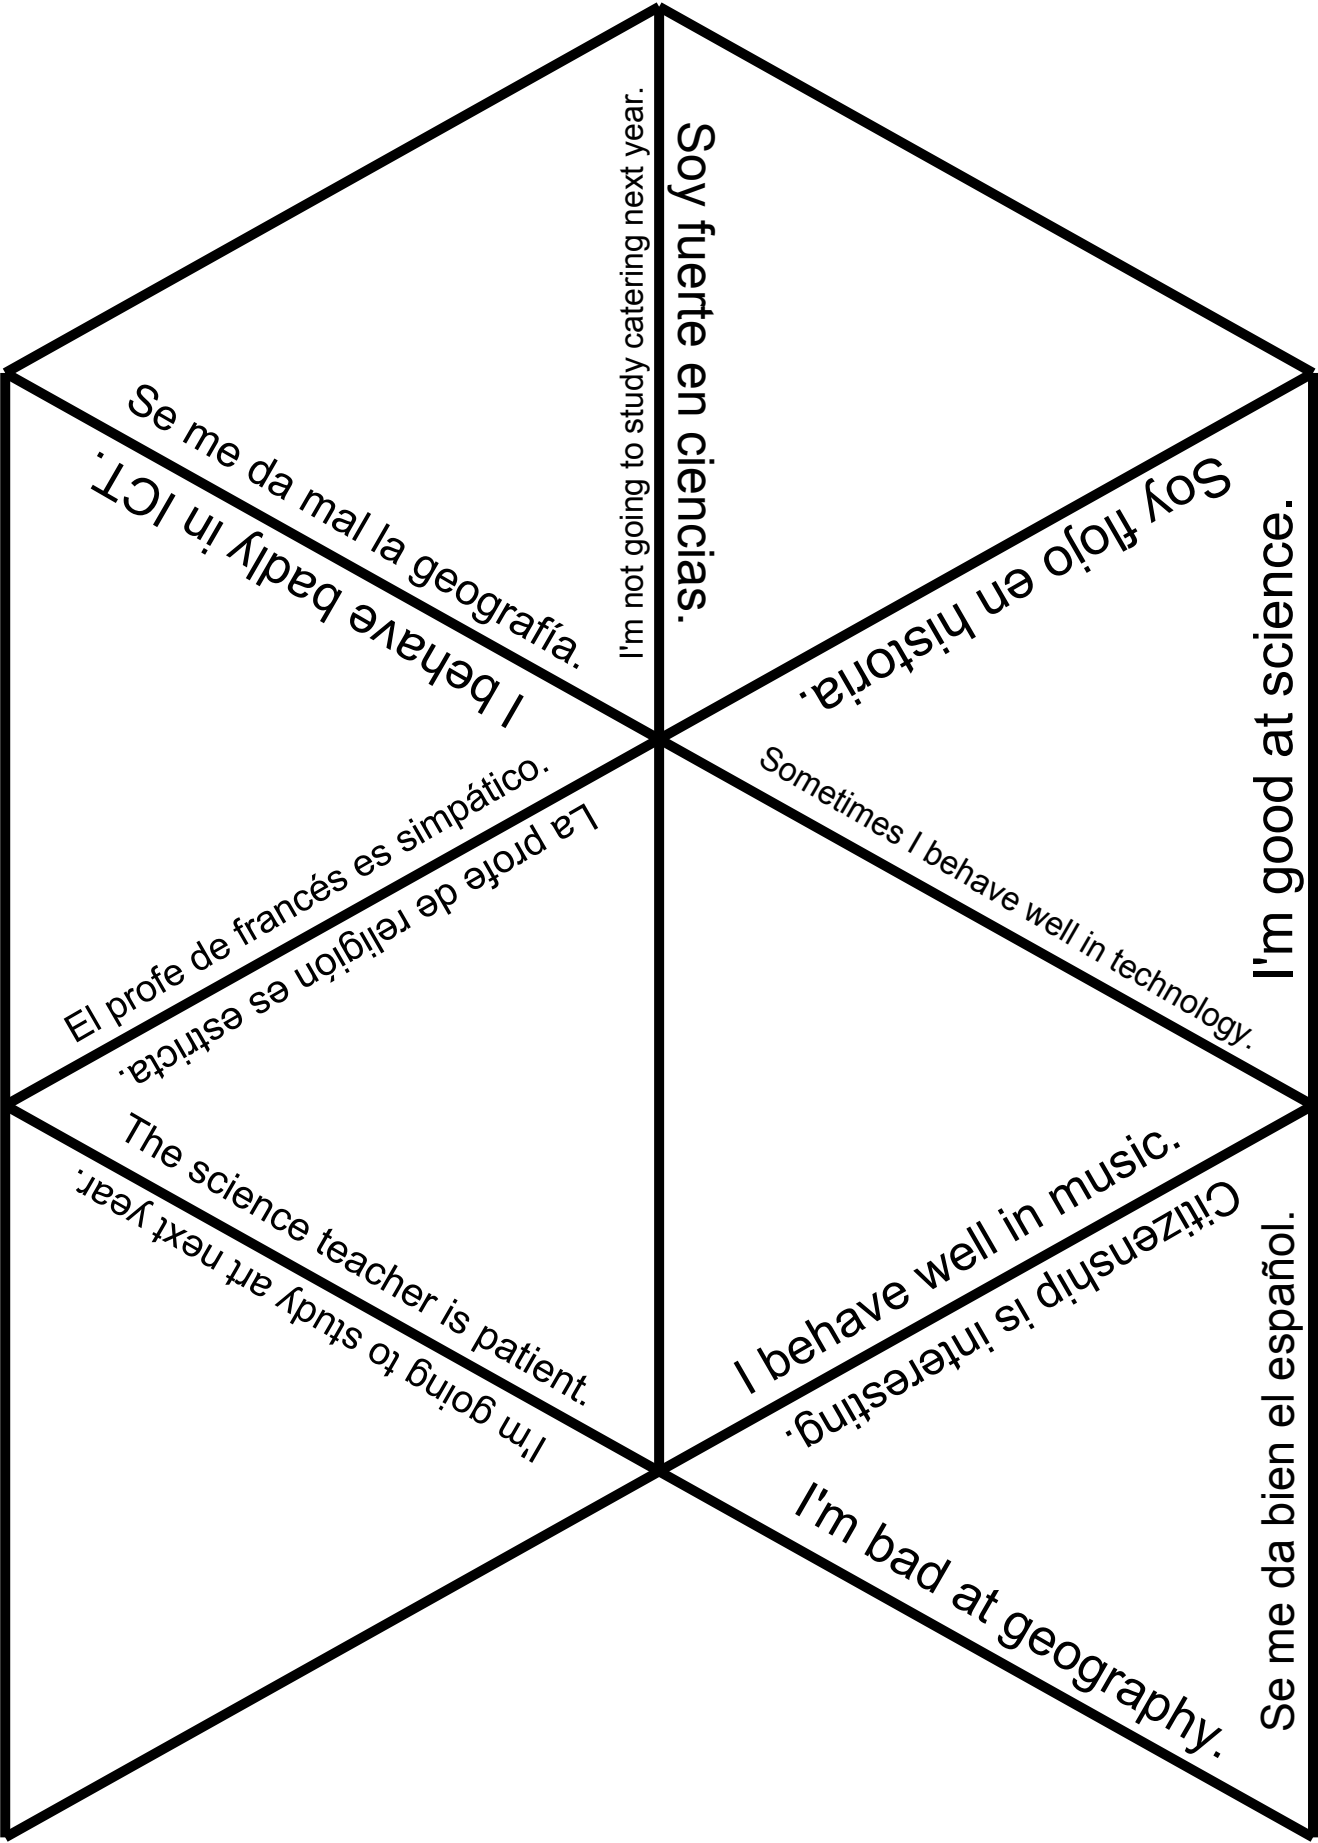 I'm not going to study catering next year.
Soy fuerte en ciencias.
Se me da mal la geografía.
I behave badly in ICT.
Soy flojo en historia.
I'm good at science.
Sometimes I behave well in technology.
El profe de francés es simpático.
La profe de religión es estricta.
The science teacher is patient.
I'm going to study art next year.
I behave well in music.
Citizenship is interesting.
Se me da bien el español.
I'm bad at geography.